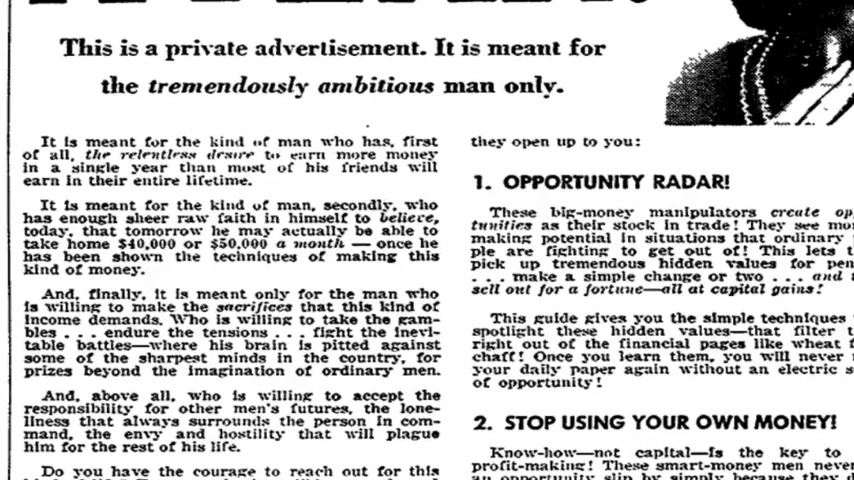 This is a private advertisement. It is meant for
the tremendously ambitious man only.
It is meant for the kind of man who has, first
of all, the relentless desire to earn more money
in a single year than most of his friends will
earn in their entire lifetime.
It is meant for the kind of man, secondly, who
has enough sheer raw faith in himself to believe,
today, that tomorrow he may actually be able to
take home $40,000 or $50,000 a month — once he
has been shown the techniques of making this
kind of money.
And, finally, it is meant only for the man who
is willing to make the sacrifices that this kind of
income demands. Who is willing to take the gam-
bles . . . endure the tensions . . . fight the inevi-
table battles—where his brain is pitted against
some of the sharpest minds in the country, for
prizes beyond the imagination of ordinary men.
And, above all, who is willing to accept the
responsibility for other men's futures, the lone-
liness that always surrounds the person in com-
mand, the envy and hostility that will plague
him for the rest of his life.
Do you have the courage to reach out for this
they open up to you:
1. OPPORTUNITY RADAR!
These big-money manipulators create
tunities as their stock in trade! They see
making potential in situations that ordinary
ple are fighting to get out of! This lets
pick up tremendous hidden values for
. . . make a simple change or two . . . and
sell out for a fortune—all at capital gains!
This guide gives you the simple techniques
spotlight these hidden values—that filter
right out of the financial pages like wheat
chaff! Once you learn them, you will never
your daily paper again without an electric
of opportunity!
2. STOP USING YOUR OWN MONEY!
Know-how—not capital—is the key to
profit-making! These smart-money men never
an opportunity slip by simply because they